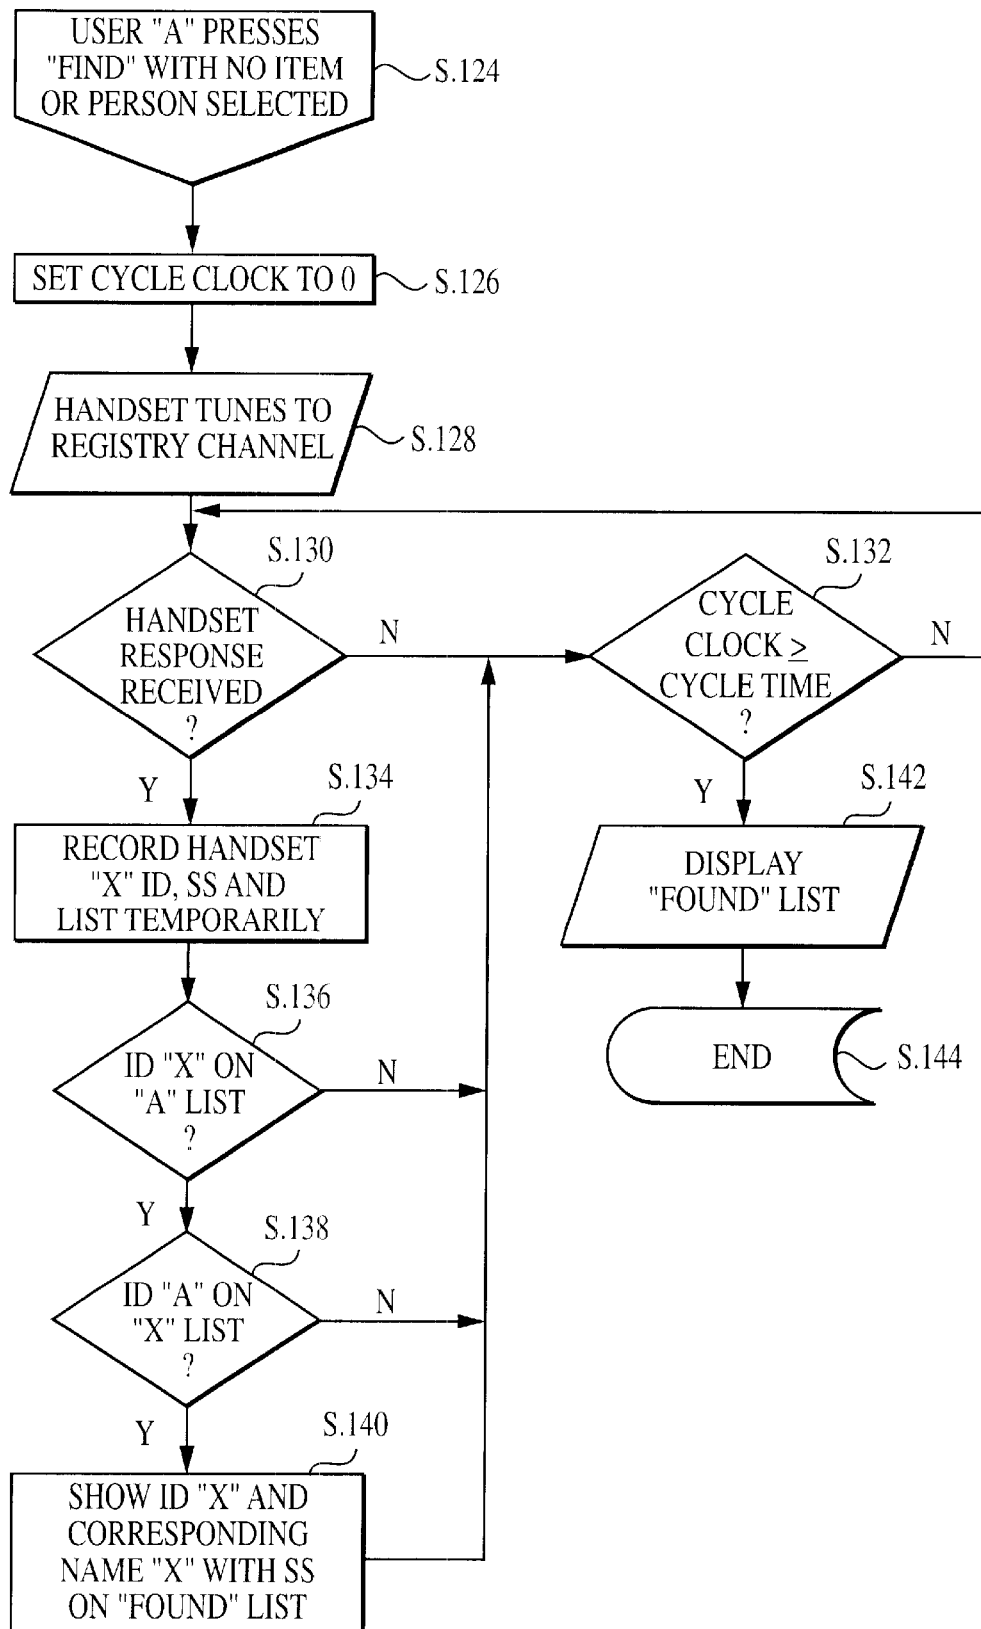 USER "A" PRESSES
"FIND" WITH NO ITEM
OR PERSON SELECTED
S.124
SET CYCLE CLOCK TO 0
S.126
HANDSET TUNES TO
REGISTRY CHANNEL
S.128
S.130
HANDSET
RESPONSE
RECEIVED
?
N
Y
S.132
CYCLE
CLOCK ≥
CYCLE TIME
?
N
Y
S.134
RECORD HANDSET
"X" ID, SS AND
LIST TEMPORARILY
S.142
DISPLAY
"FOUND" LIST
S.136
ID "X" ON
"A" LIST
?
N
Y
END
S.144
S.138
ID "A" ON
"X" LIST
?
N
Y
S.140
SHOW ID "X" AND
CORRESPONDING
NAME "X" WITH SS
ON "FOUND" LIST